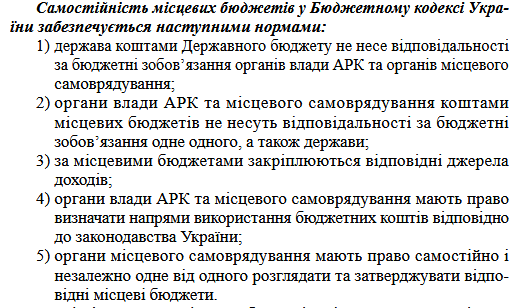 Самостійність місцевих бюджетів у Бюджетному кодексі Укра-
їни забезпечується наступними нормами:
1) держава коштами Державного бюджету не несе відповідальності
за бюджетні зобов’язання органів влади АРК та органів місцевого
самоврядування;
2) органи влади АРК та місцевого самоврядування коштами
місцевих бюджетів не несуть відповідальності за бюджетні
зобов’язання одне одного, а також держави;
3) за місцевими бюджетами закріплюються відповідні джерела
доходів;
4) органи влади АРК та місцевого самоврядування мають право
визначати напрями використання бюджетних коштів відповідно
до законодавства України;
5) органи місцевого самоврядування мають право самостійно і
незалежно одне від одного розглядати та затверджувати відпо-
відні місцеві бюджети.